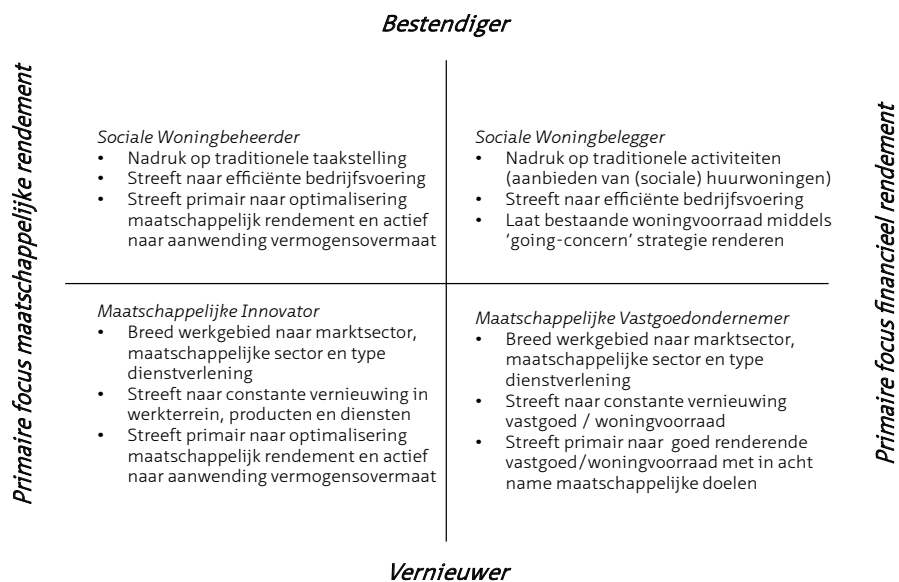 Bestendiger
Primaire focus maatschappelijke rendement
Sociale Woningbeheerder
• Nadruk op traditionele taakstelling
• Streeft naar efficiënte bedrijfsvoering
• Streeft primair naar optimalisering
maatschappelijk rendement en actief
naar aanwending vermogensovermaat
Sociale Woningbelegger
• Nadruk op traditionele activiteiten
(aanbieden van (sociale) huurwoningen)
• Streeft naar efficiënte bedrijfsvoering
• Laat bestaande woningvoorraad middels
‘going-concern’ strategie renderen
Maatschappelijke Innovator
• Breed werkgebied naar marktsector,
maatschappelijke sector en type
dienstverlening
• Streeft naar constante vernieuwing in
werkterrein, producten en diensten
• Streeft primair naar optimalisering
maatschappelijk rendement en actief
naar aanwending vermogensovermaat
Maatschappelijke Vastgoedondernemer
• Breed werkgebied naar marktsector,
maatschappelijke sector en type
dienstverlening
• Streeft naar constante vernieuwing
vastgoed / woningvoorraad
• Streeft primair naar goed renderende
vastgoed/woningvoorraad met in acht
name maatschappelijke doelen
Primaire focus financieel rendement
Vernieuwer